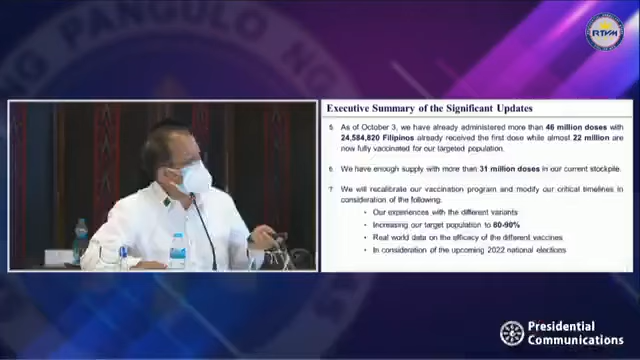 NG PANGULO NG
RTVM
Executive Summary of the Significant Updates
5. As of October 3, we have already administered more than 46 million doses with
24,584,820 Filipinos already received the first dose while almost 22 million are
now fully vaccinated for our targeted population.
6. We have enough supply with more than 31 million doses in our current stockpile.
7. We will recalibrate our vaccination program and modify our critical timelines in
consideration of the following:
• Our experiences with the different variants
• Increasing our target population to 80-90%
• Real world data on the efficacy of the different vaccines
• In consideration of the upcoming 2022 national elections
Presidential
Communications